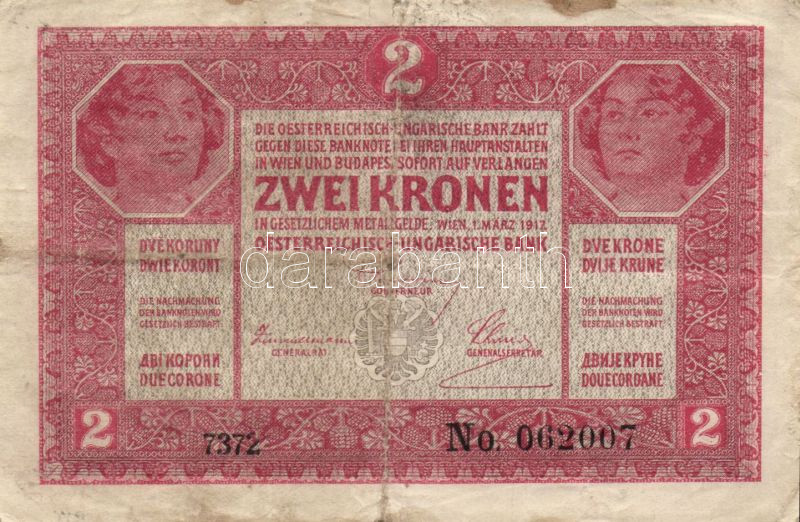 2
DIE OESTERREICHISCH-UNGARISCHE BANK ZAHLT
GEGEN DIESE BANKNOTE BEI IHREN HAUPTANSTALTEN
IN WIEN UND BUDAPEST SOFORT AUF VERLANGEN
ZWEI KRONEN
IN GESETZLICHEM METALLGELDE. WIEN, 1. MÄRZ 1917
OESTERREICHISCH-UNGARISCHE BANK
GOUVERNEUR
GENERALRAT
GENERALSEKRETÄR
DVE KORUNY
DWIE KORONY
DIE NACHMACHUNG
DER BANKNOTEN WIRD
GESETZLICH BESTRAFT.
ДВІ КОРОНИ
DUE CORONE
DVE KRONE
DVIJE KRUNE
DIE NACHMACHUNG
DER BANKNOTEN WIRD
GESETZLICH BESTRAFT.
ДВИЈЕ КРУНЕ
DOUE COROANE
2
7372
No. 062007
2
darabanth